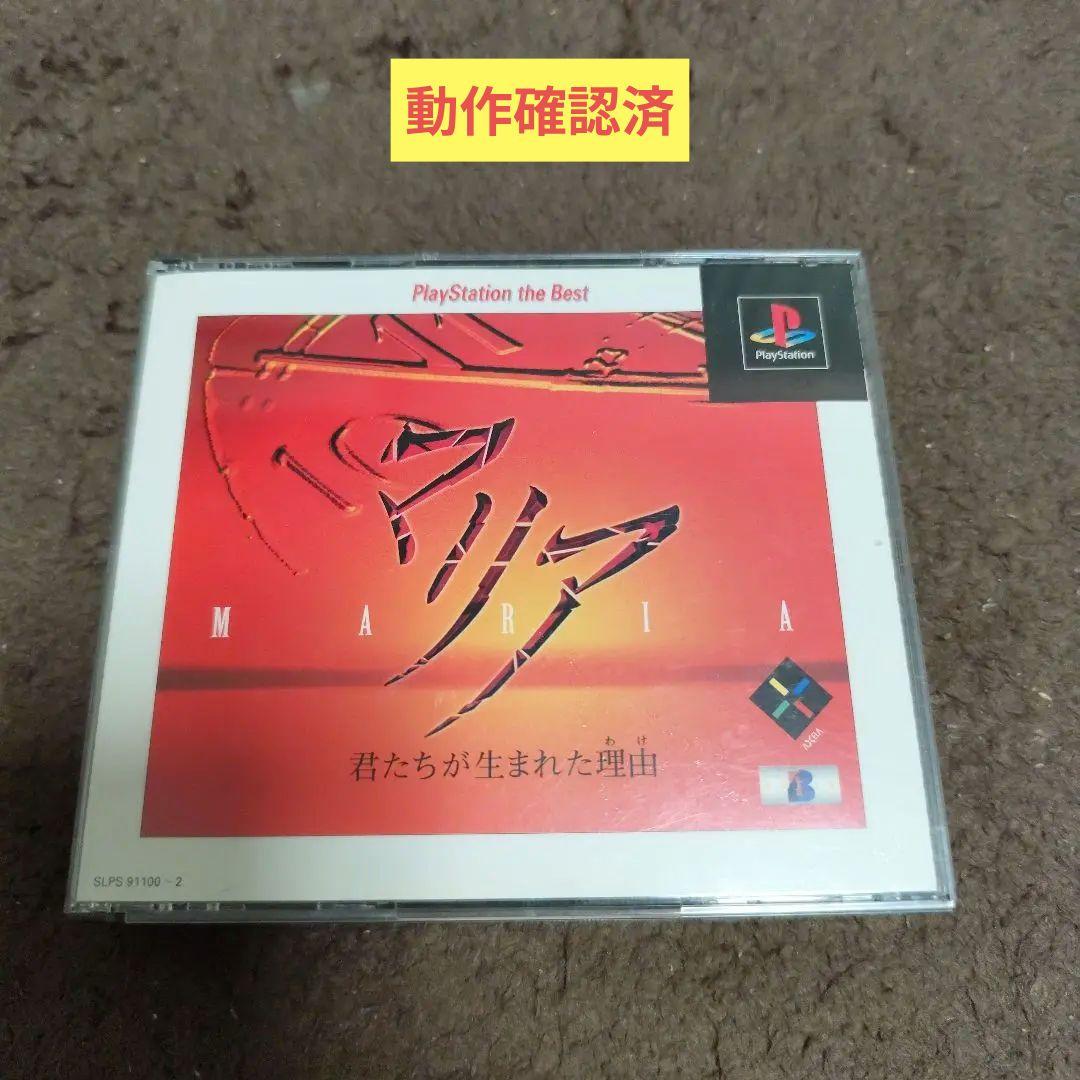 動作確認済
PlayStation the Best
PlayStation
マリア
M A R I A
わけ
君たちが生まれた理由
AXELA
SLPS 91100~2